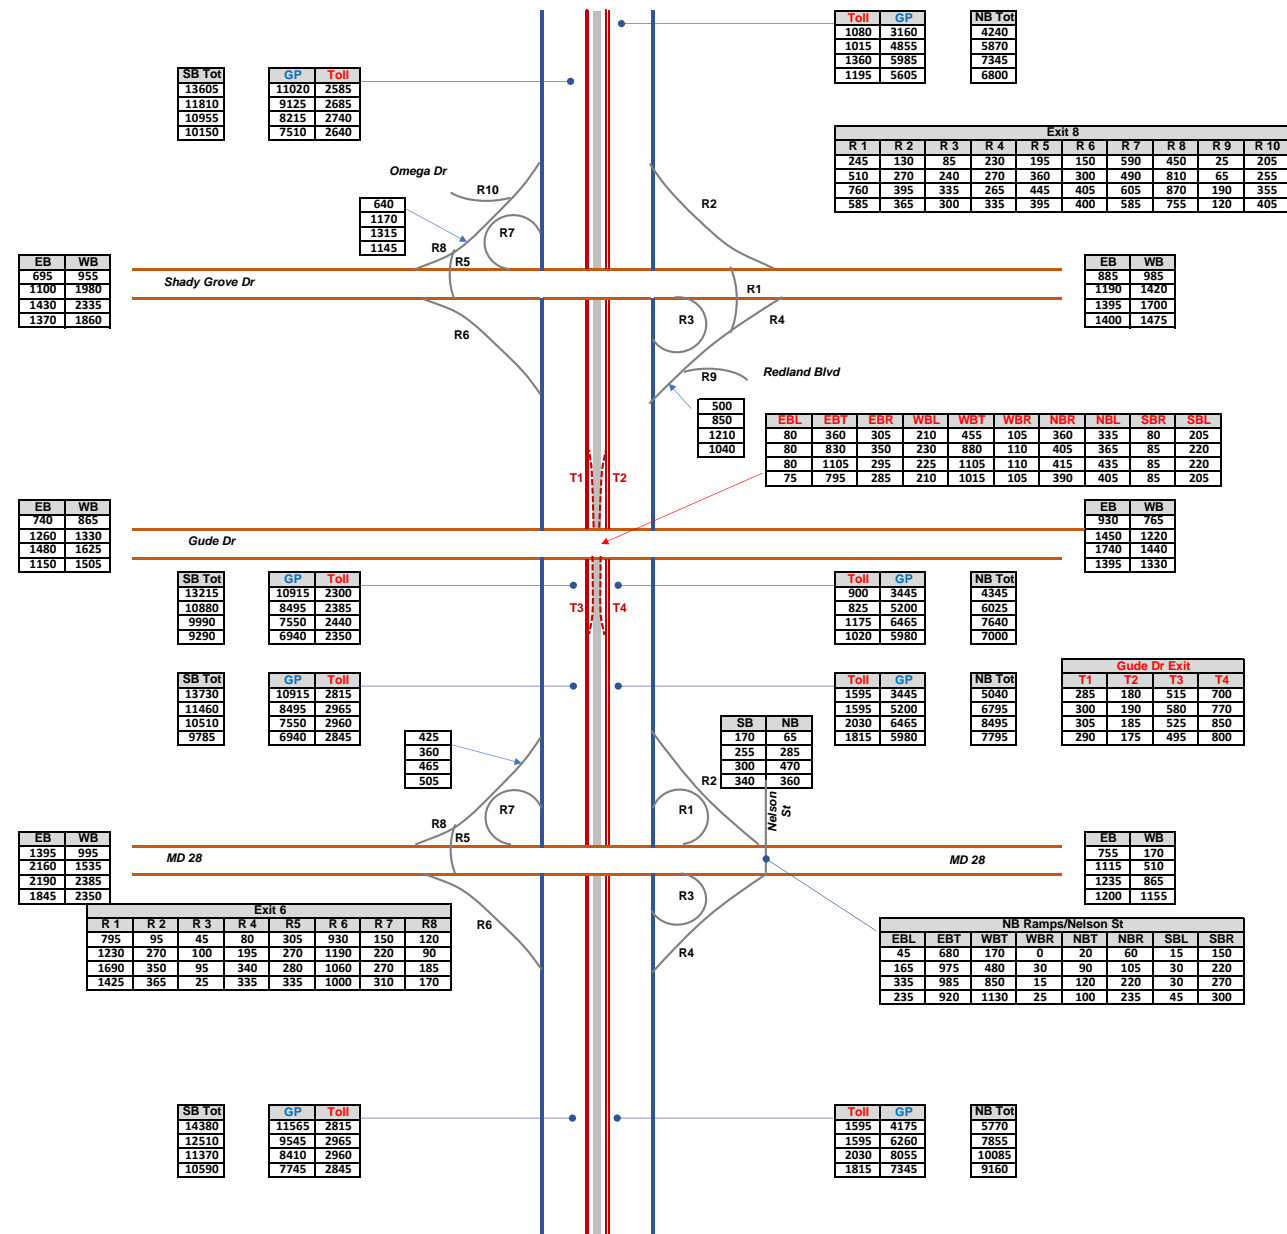 Toll GP NB Tot
1080 3160 4240
1015 4855 5870
1360 5985 7345
1195 5605 6800
SB Tot GP Toll
13605 11020 2585
11810 9125 2685
10955 8215 2740
10150 7510 2640
Exit 8
R 1 R 2 R 3 R 4 R 5 R 6 R 7 R 8 R 9 R 10
245 130 85 230 195 150 590 450 25 205
510 270 240 270 360 300 490 810 65 255
760 395 335 265 445 405 605 870 190 355
585 365 300 335 395 400 585 755 120 405
Omega Dr
R10
R2
640
1170
1315
1145
R7
R8
R5
EB WB
695 955
1100 1980
1430 2335
1370 1860
Shady Grove Dr
EB WB
885 985
1190 1420
1395 1700
1400 1475
R1
R3
R4
R6
Redland Blvd
R9
500
850
1210
1040
EBL EBT EBR WBL WBT WBR NBR NBL SBR SBL
80 360 305 210 455 105 360 335 80 205
80 830 350 230 880 110 405 365 85 220
80 1105 295 225 1105 110 415 435 85 220
75 795 285 210 1015 105 390 405 85 205
T1 T2
EB WB
740 865
1260 1330
1480 1625
1150 1505
Gude Dr
EB WB
930 765
1450 1220
1740 1440
1395 1330
SB Tot GP Toll
13215 10915 2300
10880 8495 2385
9990 7550 2440
9290 6940 2350
T3 T4
Toll GP NB Tot
900 3445 4345
825 5200 6025
1175 6465 7640
1020 5980 7000
SB Tot GP Toll
13730 10915 2815
11460 8495 2965
10510 7550 2960
9785 6940 2845
Toll GP NB Tot
1595 3445 5040
1595 5200 6795
2030 6465 8495
1815 5980 7795
Gude Dr Exit
T1 T2 T3 T4
285 180 515 700
300 190 580 770
305 185 525 850
290 175 495 800
425
360
465
505
SB NB
170 65
255 285
300 470
340 360
R2
Nelson
St
R7
R1
R8
R5
EB WB
1395 995
2160 1535
2190 2385
1845 2350
MD 28
MD 28
EB WB
755 170
1115 510
1235 865
1200 1155
R3
R6
R4
Exit 6
R 1 R 2 R 3 R 4 R5 R 6 R 7 R8
795 95 45 80 305 930 150 120
1230 270 100 195 270 1190 220 90
1690 350 95 340 280 1060 270 185
1425 365 25 335 335 1000 310 170
NB Ramps/Nelson St
EBL EBT WBT WBR NBT NBR SBL SBR
45 680 170 0 20 60 15 150
165 975 480 30 90 105 30 220
335 985 850 15 120 220 30 270
235 920 1130 25 100 235 45 300
SB Tot GP Toll
14380 11565 2815
12510 9545 2965
11370 8410 2960
10590 7745 2845
Toll GP NB Tot
1595 4175 5770
1595 6260 7855
2030 8055 10085
1815 7345 9160